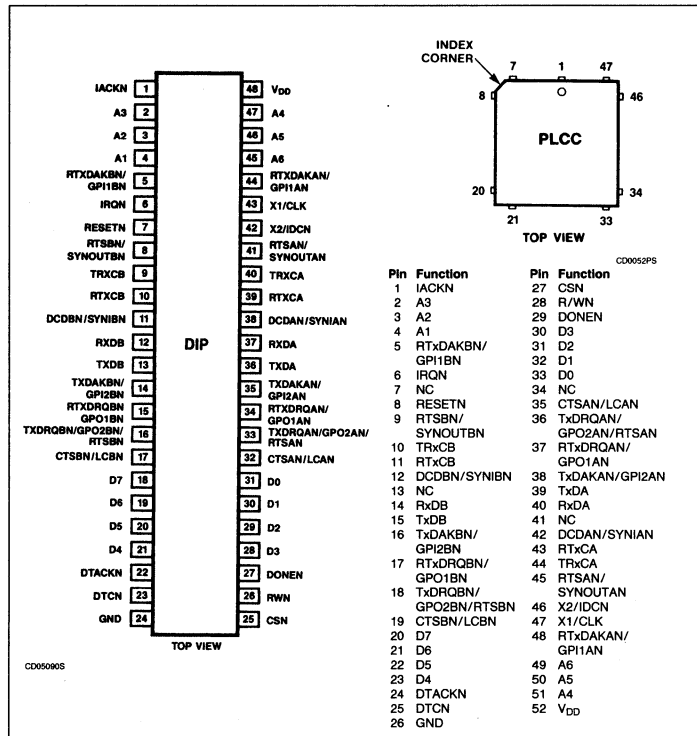 IACKN 1
A3 2
A2 3
A1 4
RTXDAKBN/
GPI1BN 5
IRQN 6
RESETN 7
RTSBN/
SYNOUTBN 8
TRXCB 9
RTXCB 10
DCDBN/SYNIBN 11
RXDB 12
TXDB 13
TXDAKBN/
GPI2BN 14
RTXDRQBN
GPO1BN 15
TXDRQBN/GPO2BN/
RTSBN 16
CTSBN/LCBN 17
D7 18
D6 19
D5 20
D4 21
DTACKN 22
DTCN 23
GND 24
DIP
48 VDD
47 A4
46 A5
45 A6
44 RTXDAKAN/
GPI1AN
43 X1/CLK
42 X2/IDCN
41 RTSAN/
SYNOUTAN
40 TRXCA
39 RTXCA
38 DCDAN/SYNIAN
37 RXDA
36 TXDA
35 TXDAKAN/
GPI2AN
34 RTXDRQAN/
GPO1AN
33 TXDRQAN/GPO2AN/
RTSAN
32 CTSAN/LCAN
31 D0
30 D1
29 D2
28 D3
27 DONEN
26 RWN
25 CSN
TOP VIEW
CD05090S
INDEX
CORNER
7 1 47
8 46
PLCC
20 34
21 33
TOP VIEW
CD0052PS
Pin Function
1 IACKN
2 A3
3 A2
4 A1
5 RTxDAKBN/
GPI1BN
6 IRQN
7 NC
8 RESETN
9 RTSBN/
SYNOUTBN
10 TRxCB
11 RTxCB
12 DCDBN/SYNIBN
13 NC
14 RxDB
15 TxDB
16 TxDAKBN/
GPI2BN
17 RTxDRQBN/
GPO1BN
18 TxDRQBN/
GPO2BN/RTSBN
19 CTSBN/LCBN
20 D7
21 D6
22 D5
23 D4
24 DTACKN
25 DTCN
26 GND
Pin Function
27 CSN
28 R/WN
29 DONEN
30 D3
31 D2
32 D1
33 D0
34 NC
35 CTSAN/LCAN
36 TxDRQAN/
GPO2AN/RTSAN
37 RTxDRQAN/
GPO1AN
38 TxDAKAN/GPI2AN
39 TxDA
40 RxDA
41 NC
42 DCDAN/SYNIAN
43 RTxCA
44 TRxCA
45 RTSAN/
SYNOUTAN
46 X2/IDCN
47 X1/CLK
48 RTxDAKAN/
GPI1AN
49 A6
50 A5
51 A4
52 VDD